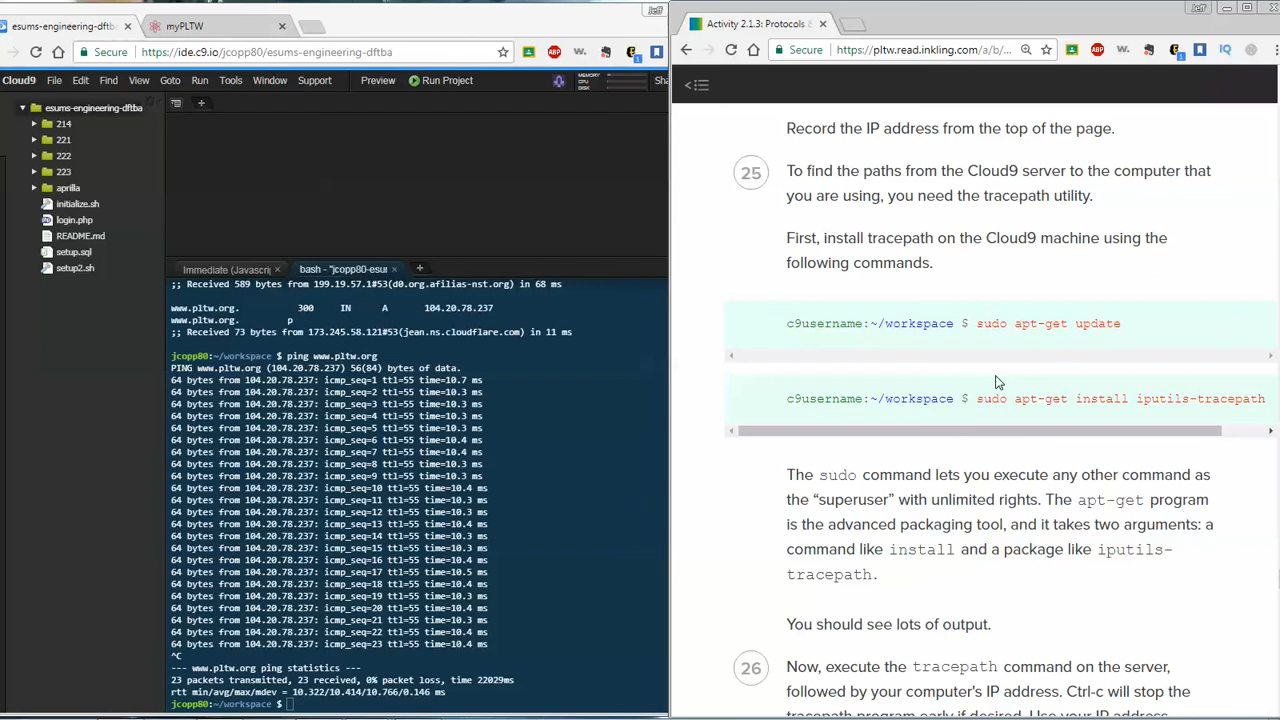 esums-engineering-dftb
myPLTW
Jeff
Secure
https://ide.c9.io/jcopp80/esums-engineering-dftba
Cloud9
File
Edit
Find
View
Goto
Run
Tools
Window
Support
Preview
Run Project
MEMORY
CPU
DISK
Sha
esums-engineering-dftba
214
221
222
223
aprilla
initialize.sh
login.php
README.md
setup.sql
setup2.sh
Immediate (Javascrip
bash - "jcopp80-esur
;; Received 589 bytes from 199.19.57.1#53(d0.org.afilias-nst.org) in 68 ms
www.pltw.org. 300 IN A 104.20.78.237
www.pltw.org. p
;; Received 73 bytes from 173.245.58.121#53(jean.ns.cloudflare.com) in 11 ms
jcopp80:~/workspace $ ping www.pltw.org
PING www.pltw.org (104.20.78.237) 56(84) bytes of data.
64 bytes from 104.20.78.237: icmp_seq=1 ttl=55 time=10.7 ms
64 bytes from 104.20.78.237: icmp_seq=2 ttl=55 time=10.3 ms
64 bytes from 104.20.78.237: icmp_seq=3 ttl=55 time=10.3 ms
64 bytes from 104.20.78.237: icmp_seq=4 ttl=55 time=10.3 ms
64 bytes from 104.20.78.237: icmp_seq=5 ttl=55 time=10.3 ms
64 bytes from 104.20.78.237: icmp_seq=6 ttl=55 time=10.4 ms
64 bytes from 104.20.78.237: icmp_seq=7 ttl=55 time=10.4 ms
64 bytes from 104.20.78.237: icmp_seq=8 ttl=55 time=10.3 ms
64 bytes from 104.20.78.237: icmp_seq=9 ttl=55 time=10.3 ms
64 bytes from 104.20.78.237: icmp_seq=10 ttl=55 time=10.4 ms
64 bytes from 104.20.78.237: icmp_seq=11 ttl=55 time=10.3 ms
64 bytes from 104.20.78.237: icmp_seq=12 ttl=55 time=10.3 ms
64 bytes from 104.20.78.237: icmp_seq=13 ttl=55 time=10.4 ms
64 bytes from 104.20.78.237: icmp_seq=14 ttl=55 time=10.3 ms
64 bytes from 104.20.78.237: icmp_seq=15 ttl=55 time=10.3 ms
64 bytes from 104.20.78.237: icmp_seq=16 ttl=55 time=10.4 ms
64 bytes from 104.20.78.237: icmp_seq=17 ttl=55 time=10.5 ms
64 bytes from 104.20.78.237: icmp_seq=18 ttl=55 time=10.4 ms
64 bytes from 104.20.78.237: icmp_seq=19 ttl=55 time=10.3 ms
64 bytes from 104.20.78.237: icmp_seq=20 ttl=55 time=10.4 ms
64 bytes from 104.20.78.237: icmp_seq=21 ttl=55 time=10.3 ms
64 bytes from 104.20.78.237: icmp_seq=22 ttl=55 time=10.4 ms
64 bytes from 104.20.78.237: icmp_seq=23 ttl=55 time=10.4 ms
^C
--- www.pltw.org ping statistics ---
23 packets transmitted, 23 received, 0% packet loss, time 22029ms
rtt min/avg/max/mdev = 10.322/10.414/10.766/0.146 ms
jcopp80:~/workspace $
Activity 2.1.3: Protocols &
Jeff
Secure
https://pltw.read.inkling.com/a/b/
Record the IP address from the top of the page.
25
To find the paths from the Cloud9 server to the computer that
you are using, you need the tracepath utility.
First, install tracepath on the Cloud9 machine using the
following commands.
c9username:~/workspace $ sudo apt-get update
c9username:~/workspace $ sudo apt-get install iputils-tracepath
The sudo command lets you execute any other command as
the “superuser” with unlimited rights. The apt-get program
is the advanced packaging tool, and it takes two arguments: a
command like install and a package like iputils-
tracepath.
You should see lots of output.
26
Now, execute the tracepath command on the server,
followed by your computer's IP address. Ctrl-c will stop the
tracepath program early if desired. Use your IP address